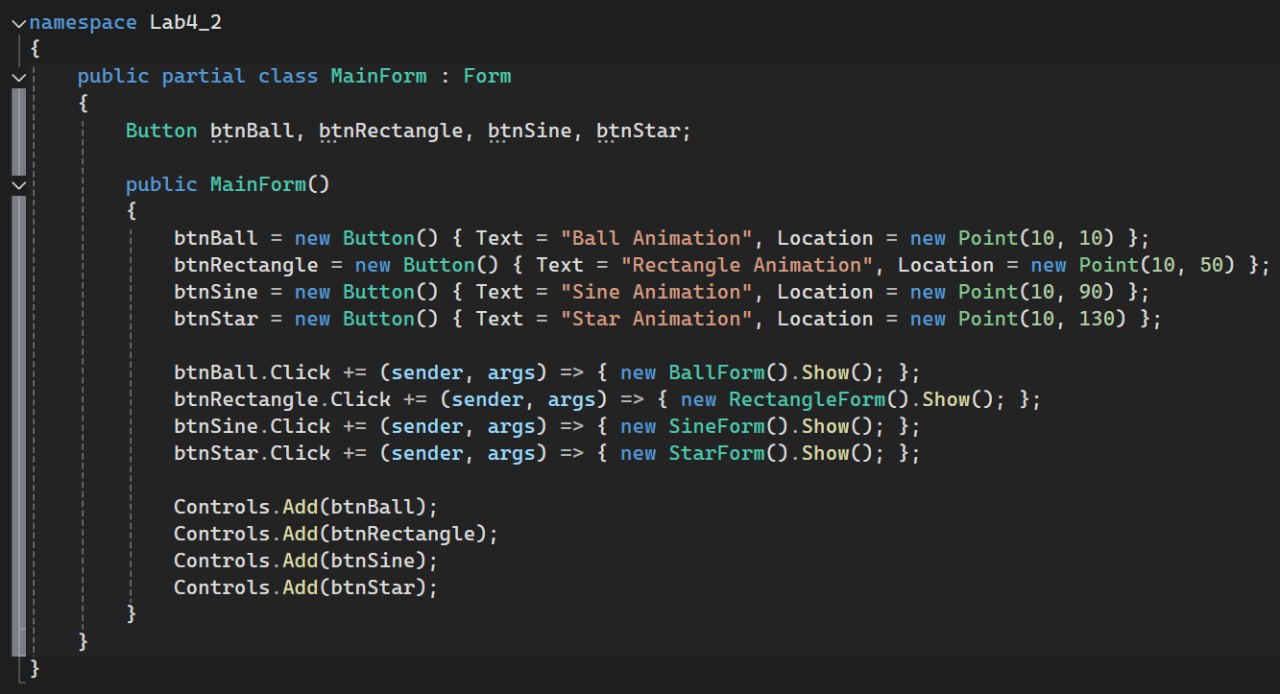 namespace Lab4_2
{
    public partial class MainForm : Form
    {
        Button btnBall, btnRectangle, btnSine, btnStar;

        public MainForm()
        {
            btnBall = new Button() { Text = "Ball Animation", Location = new Point(10, 10) };
            btnRectangle = new Button() { Text = "Rectangle Animation", Location = new Point(10, 50) };
            btnSine = new Button() { Text = "Sine Animation", Location = new Point(10, 90) };
            btnStar = new Button() { Text = "Star Animation", Location = new Point(10, 130) };

            btnBall.Click += (sender, args) => { new BallForm().Show(); };
            btnRectangle.Click += (sender, args) => { new RectangleForm().Show(); };
            btnSine.Click += (sender, args) => { new SineForm().Show(); };
            btnStar.Click += (sender, args) => { new StarForm().Show(); };

            Controls.Add(btnBall);
            Controls.Add(btnRectangle);
            Controls.Add(btnSine);
            Controls.Add(btnStar);
        }
    }
}